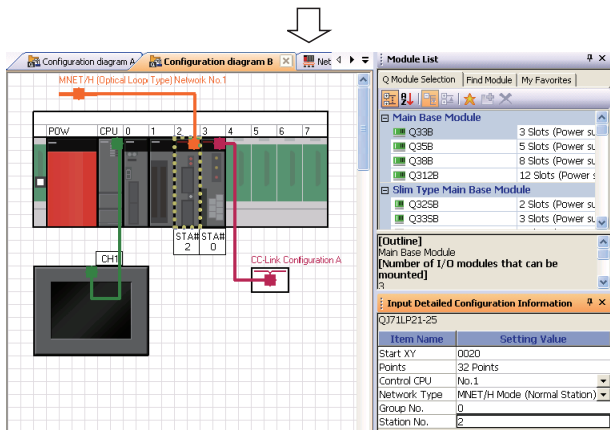 Configuration diagram A
Configuration diagram B
Net
MNET/H (Optical Loop Type) Network No.1
POW CPU 0 1 2 3 4 5 6 7
STA# STA#
2 0
CH1
CC-Link Configuration A
Module List
Q Module Selection Find Module My Favorites
Main Base Module
Q33B 3 Slots (Power su
Q35B 5 Slots (Power su
Q38B 8 Slots (Power su
Q312B 12 Slots (Power s
Slim Type Main Base Module
Q32SB 2 Slots (Power su
Q33SB 3 Slots (Power su
[Outline]
Main Base Module
[Number of I/O modules that can be
mounted]
3
Input Detailed Configuration Information
QJ71LP21-25
Item Name Setting Value
Start XY 0020
Points 32 Points
Control CPU No.1
Network Type MNET/H Mode (Normal Station)
Group No. 0
Station No. 2